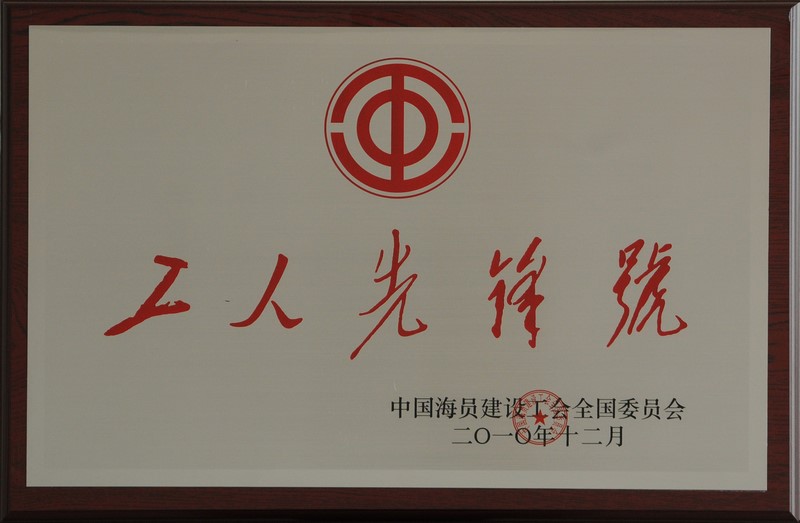 工人先锋號
中国海员建设工会全国委员会
二〇一〇年十二月